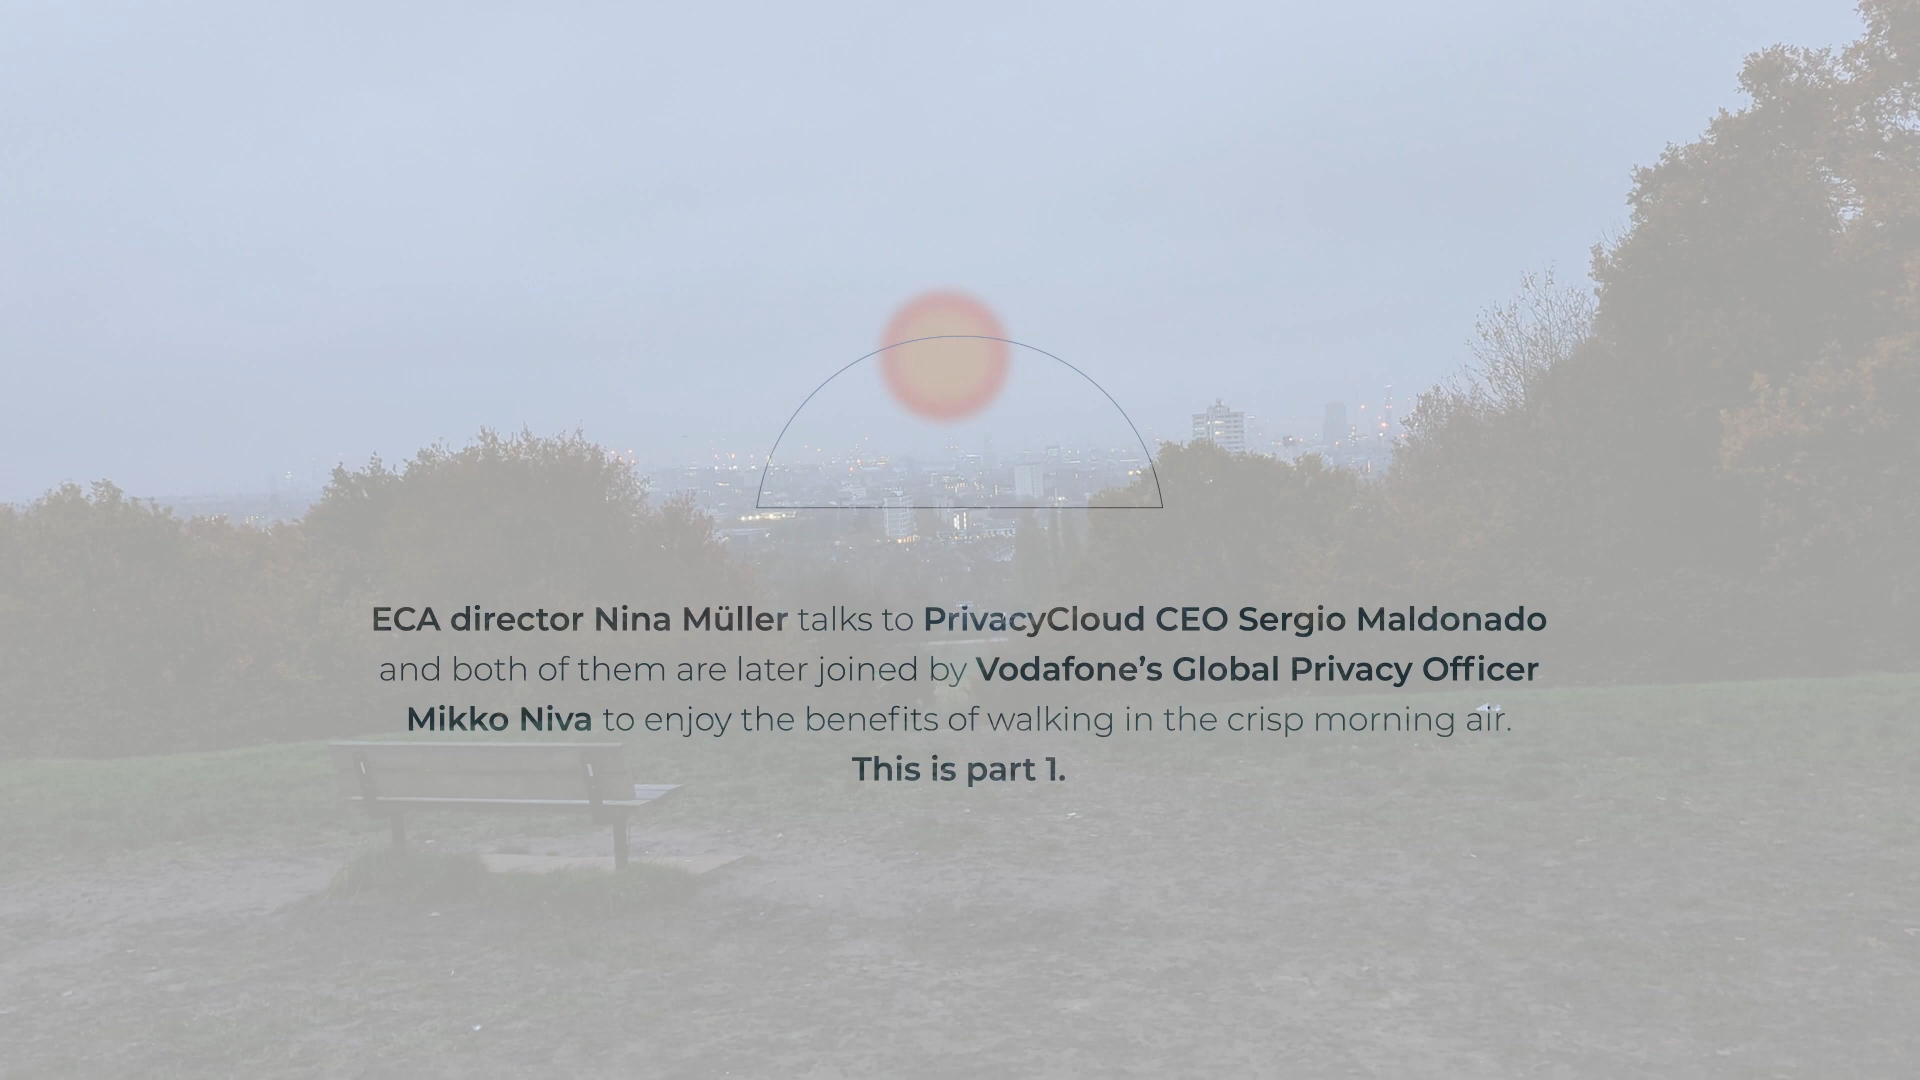 ECA director Nina Müller talks to PrivacyCloud CEO Sergio Maldonado
and both of them are later joined by Vodafone’s Global Privacy Officer
Mikko Niva to enjoy the benefits of walking in the crisp morning air.
This is part 1.